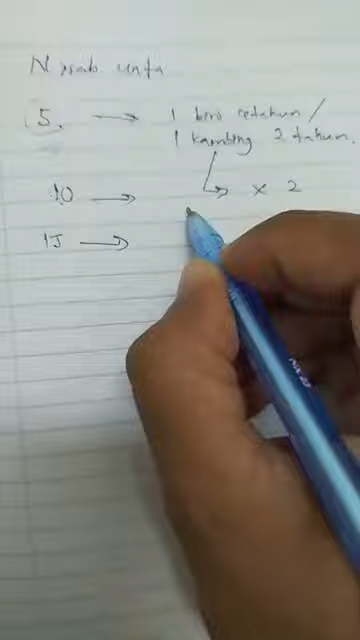 Nisab unta
5. → 1 biri setahun /
1 kambing 2 tahun.
10 → × 2
15 →